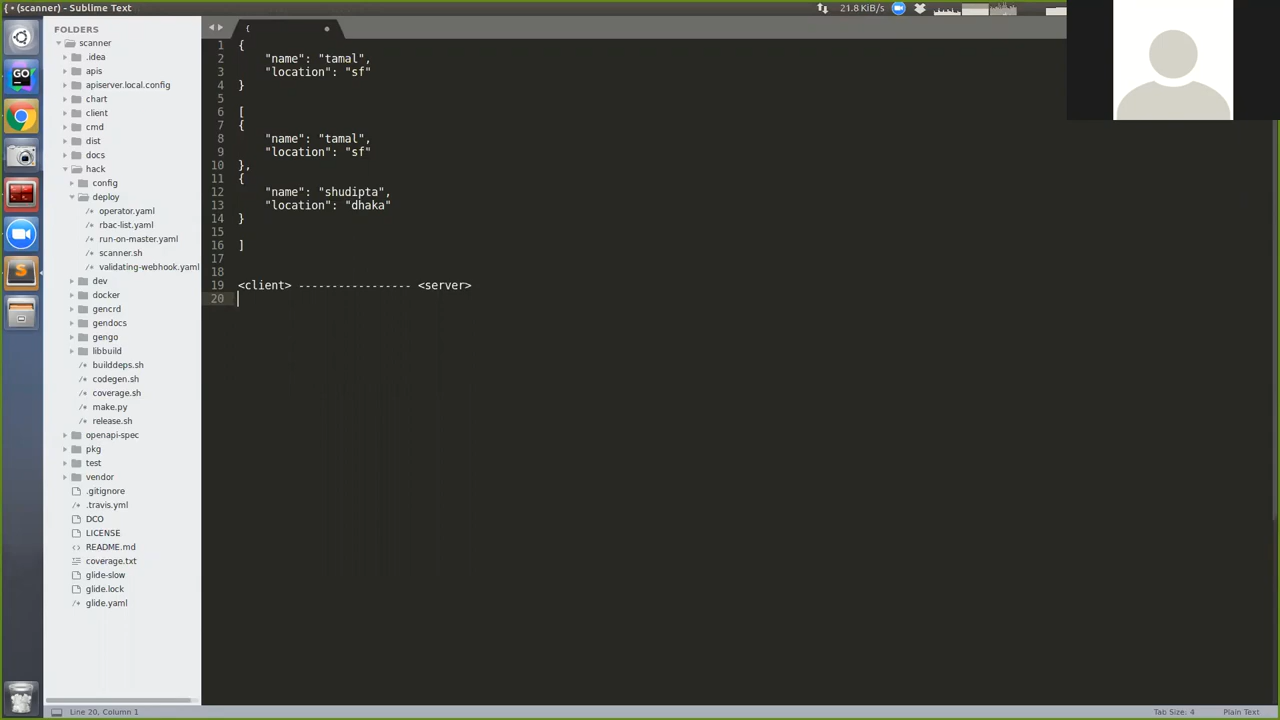 { • (scanner) - Sublime Text
21.8 KiB/s
FOLDERS
scanner
.idea
apis
apiserver.local.config
chart
client
cmd
dist
docs
hack
config
deploy
operator.yaml
rbac-list.yaml
run-on-master.yaml
scanner.sh
validating-webhook.yaml
dev
docker
gencrd
gendocs
gengo
libbuild
builddeps.sh
codegen.sh
coverage.sh
make.py
release.sh
openapi-spec
pkg
test
vendor
.gitignore
.travis.yml
DCO
LICENSE
README.md
coverage.txt
glide-slow
glide.lock
glide.yaml
{
1 {
2 "name": "tamal",
3 "location": "sf"
4 }
5
6 [
7 {
8 "name": "tamal",
9 "location": "sf"
10 },
11 {
12 "name": "shudipta",
13 "location": "dhaka"
14 }
15
16 ]
17
18
19 <client> ----------------- <server>
20
GO
S
Line 20, Column 1
Tab Size: 4
Plain Text